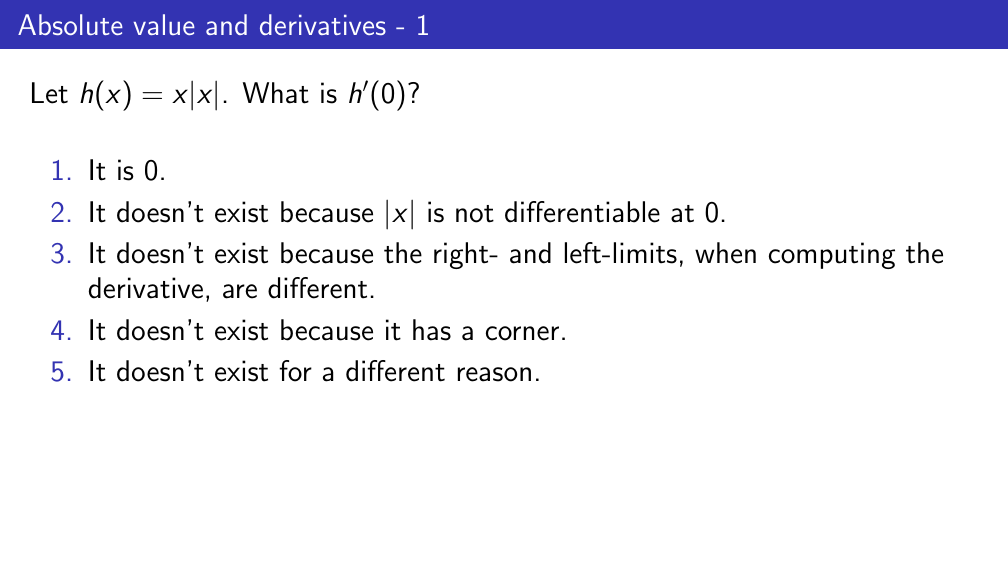 Absolute value and derivatives - 1
Let h(x) = x|x|. What is h′(0)?
1. It is 0.
2. It doesn't exist because |x| is not differentiable at 0.
3. It doesn't exist because the right- and left-limits, when computing the
derivative, are different.
4. It doesn't exist because it has a corner.
5. It doesn't exist for a different reason.